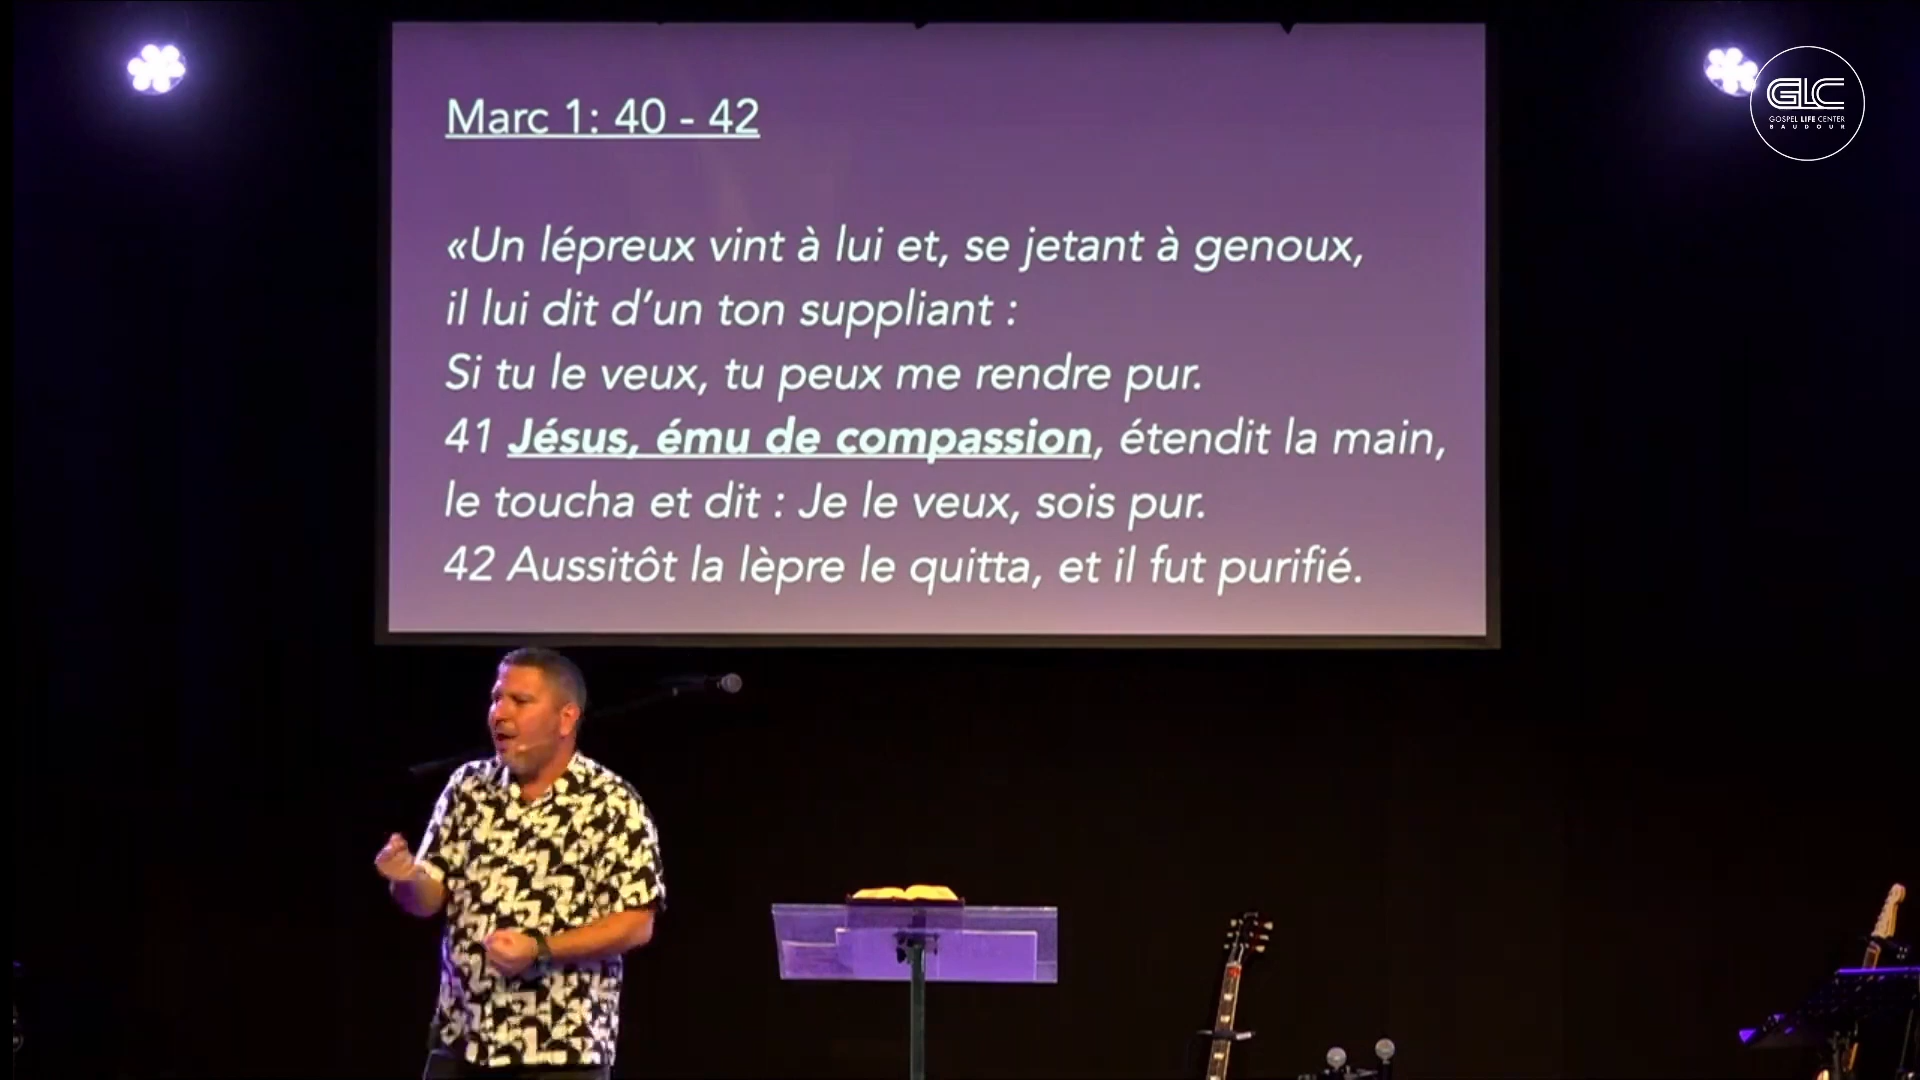 Marc 1: 40 - 42
«Un lépreux vint à lui et, se jetant à genoux,
il lui dit d’un ton suppliant :
Si tu le veux, tu peux me rendre pur.
41 Jésus, ému de compassion, étendit la main,
le toucha et dit : Je le veux, sois pur.
42 Aussitôt la lèpre le quitta, et il fut purifié.
GLC
GOSPEL LIFE CENTER
BAUDOUR